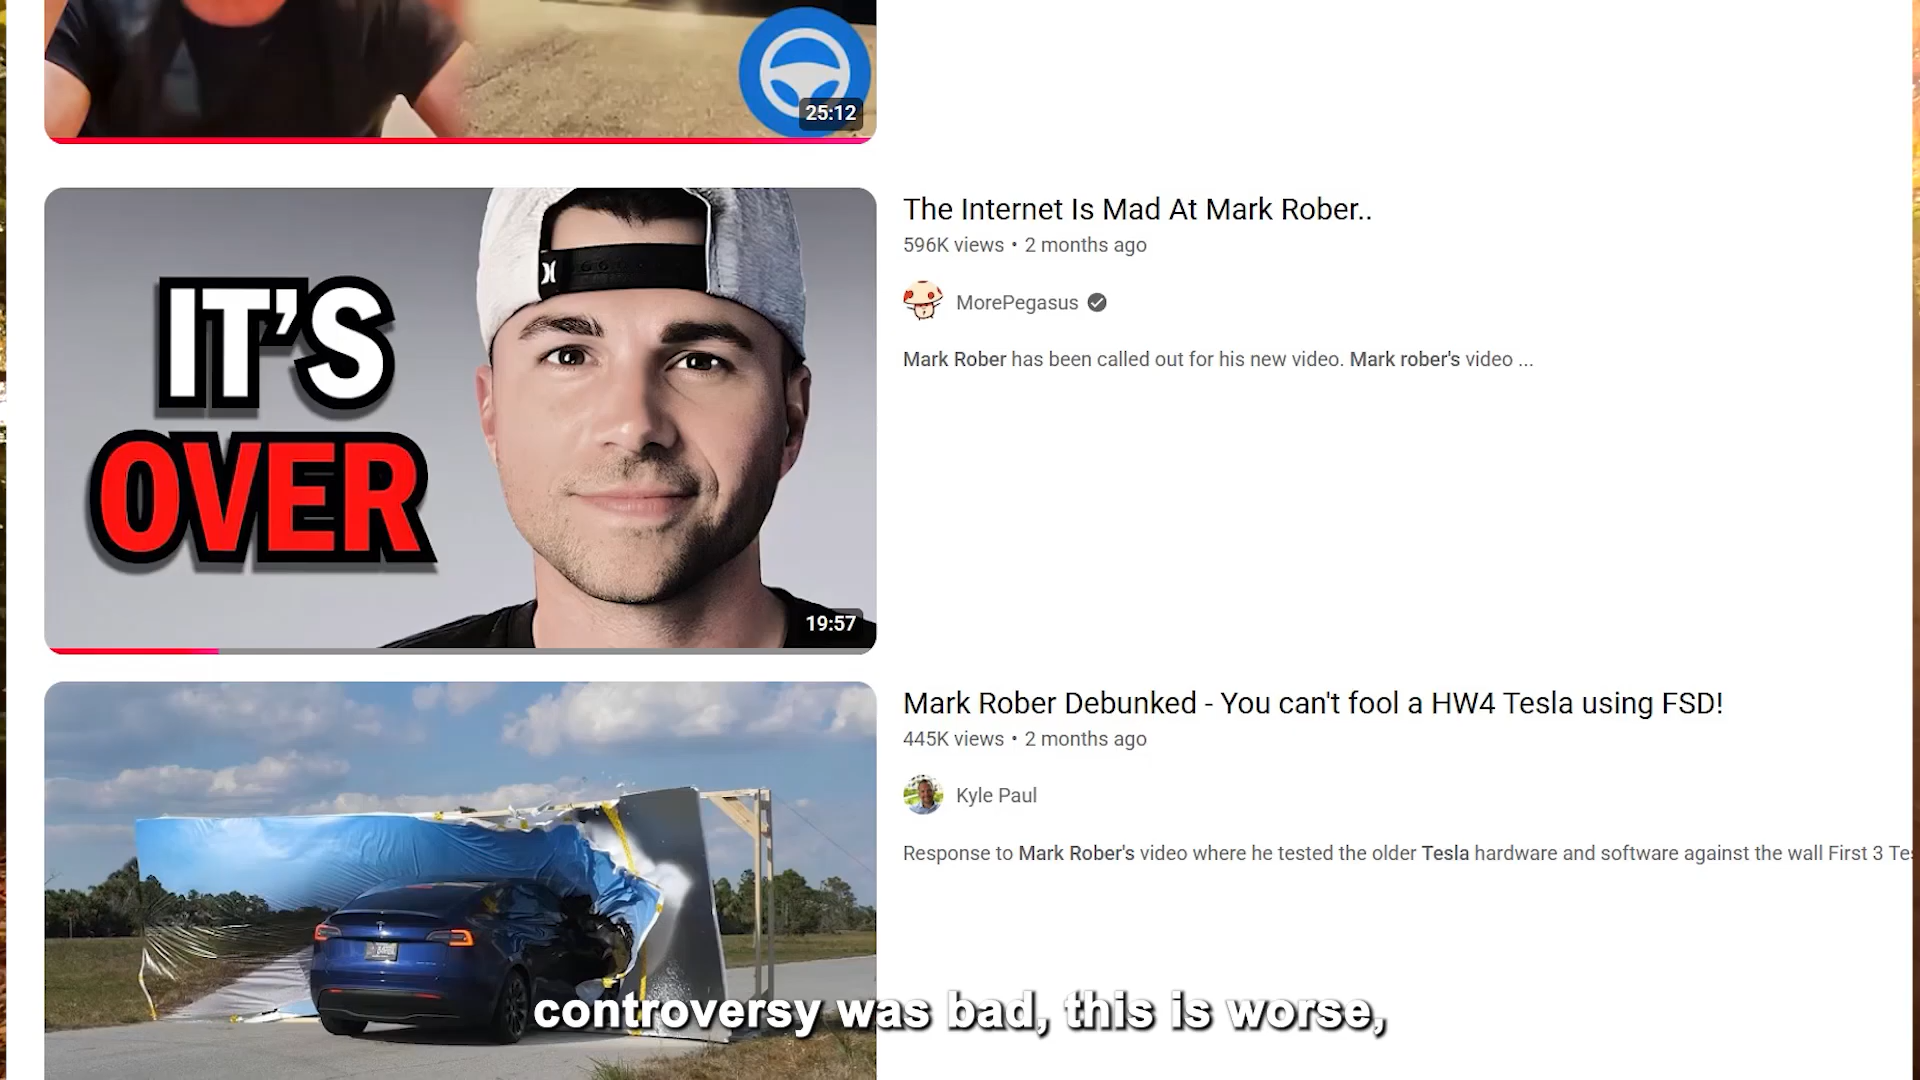 25:12
IT'S
OVER
19:57
The Internet Is Mad At Mark Rober..
596K views • 2 months ago
MorePegasus
Mark Rober has been called out for his new video. Mark rober's video ...
Mark Rober Debunked - You can't fool a HW4 Tesla using FSD!
445K views • 2 months ago
Kyle Paul
Response to Mark Rober's video where he tested the older Tesla hardware and software against the wall First 3
controversy was bad, this is worse,